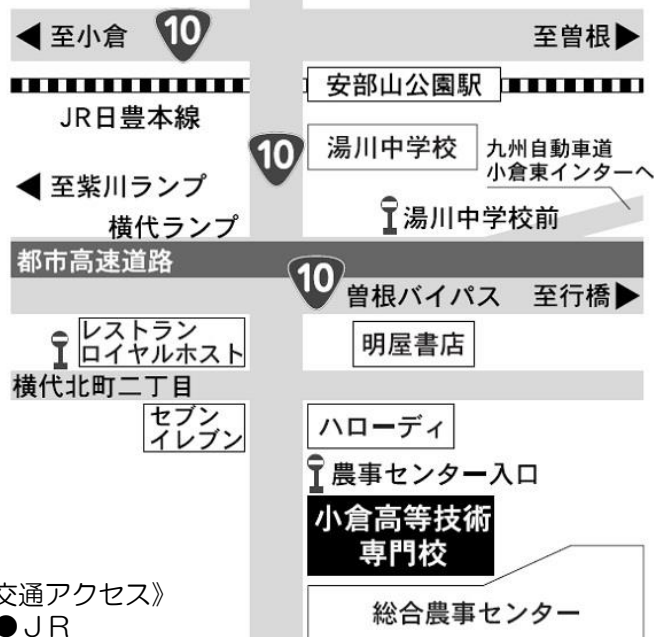 ◀至小倉
10
至曽根▶
安部山公園駅
JR日豊本線
10
湯川中学校
九州自動車道
小倉東インターへ
◀至紫川ランプ
湯川中学校前
横代ランプ
都市高速道路
10
曽根バイパス
至行橋▶
レストラン
ロイヤルホスト
明屋書店
横代北町二丁目
セブン
イレブン
ハローディ
農事センター入口
小倉高等技術
専門校
総合農事センター
交通アクセス》
●ＪＲ